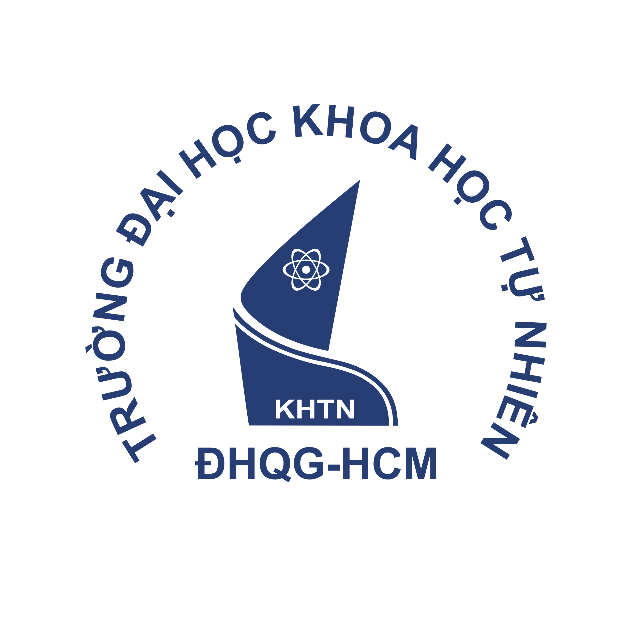 TRƯỜNG ĐẠI HỌC KHOA HỌC TỰ NHIÊN
KHTN
ĐHQG-HCM